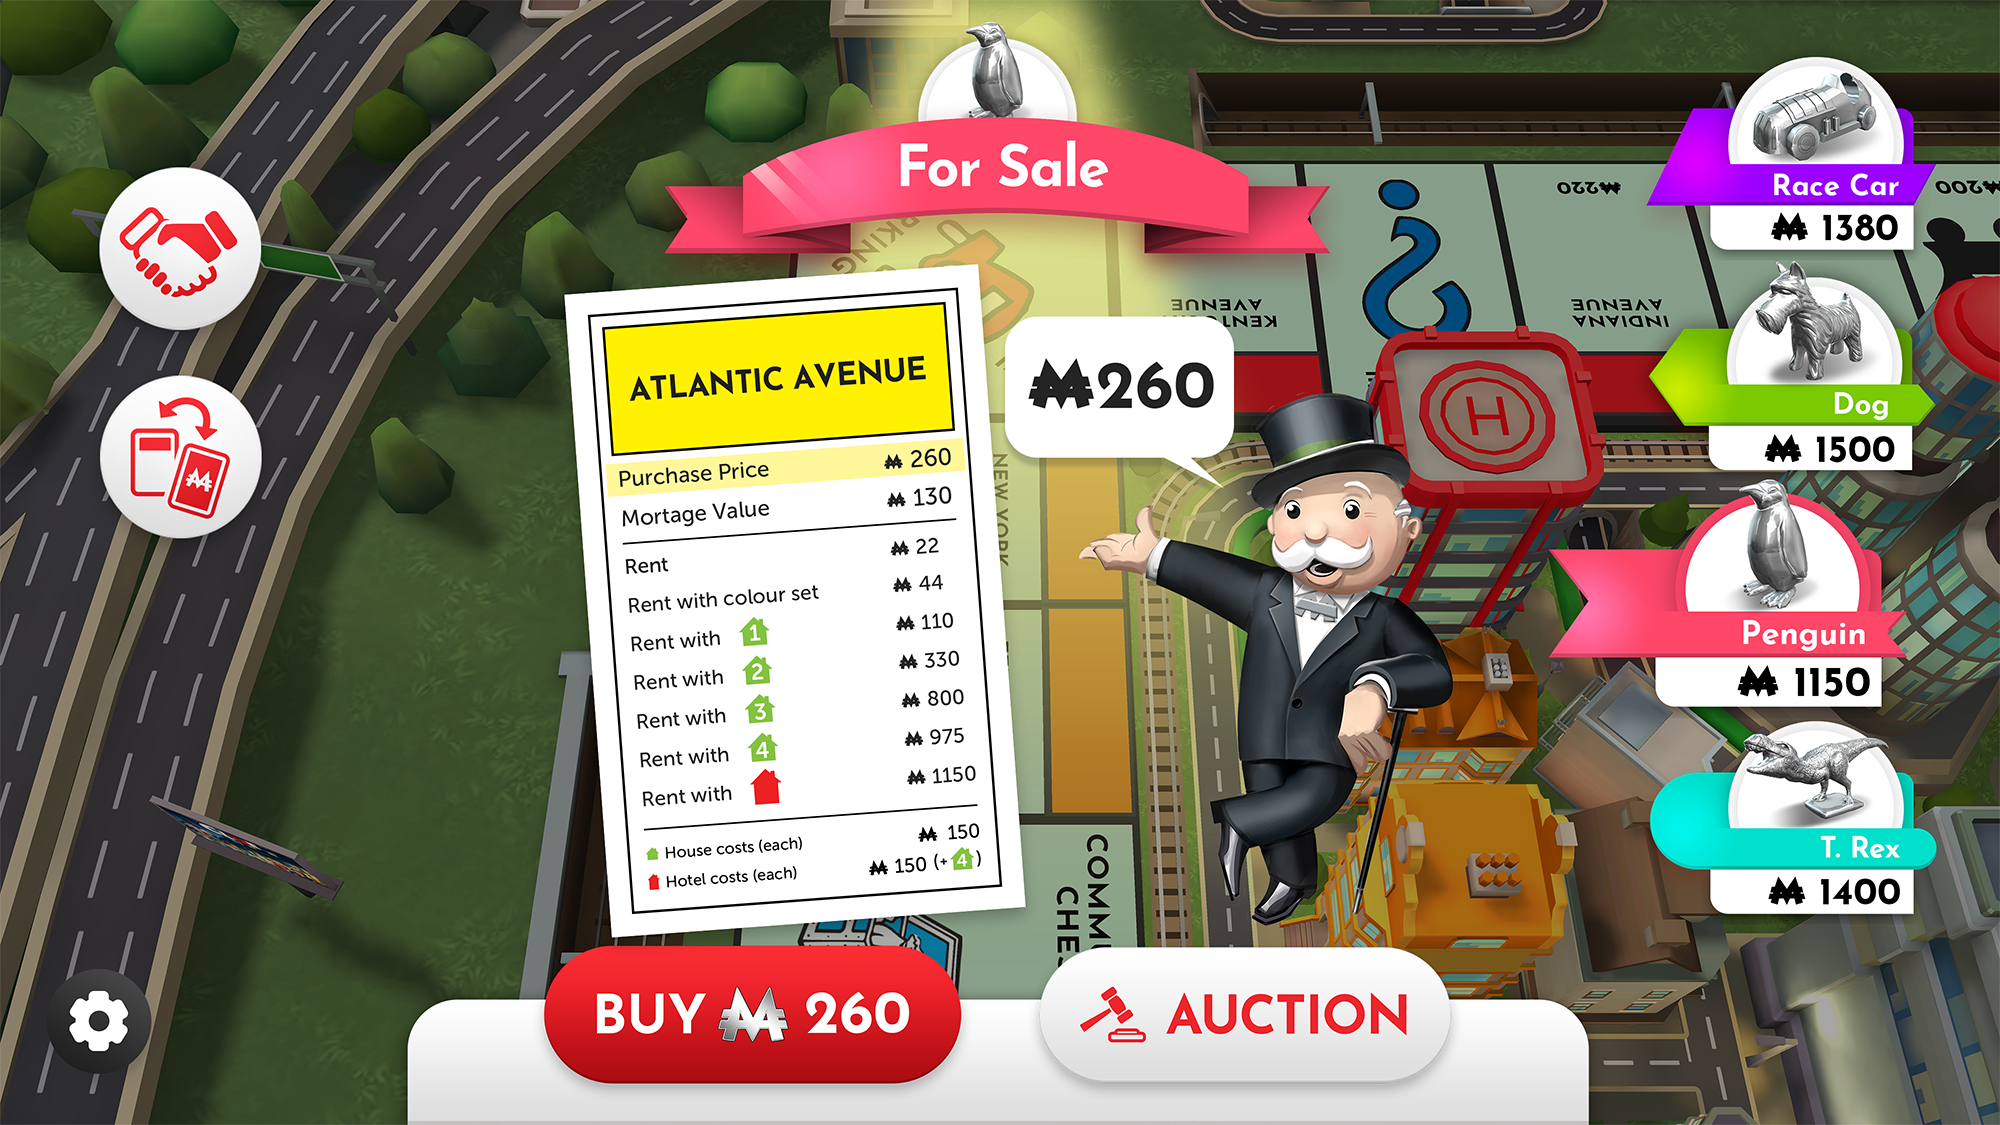 For Sale
ATLANTIC AVENUE
Purchase Price 260
Mortage Value 130
Rent 22
Rent with colour set 44
Rent with 1 110
Rent with 2 330
Rent with 3 800
Rent with 4 975
Rent with 1150
House costs (each) 150
Hotel costs (each) 150 (+ 4)
260
BUY 260
AUCTION
Race Car
1380
Dog
1500
Penguin
1150
T. Rex
1400
220
200
AVENUE
INDIANA
AVENUE
NEW YORK
H